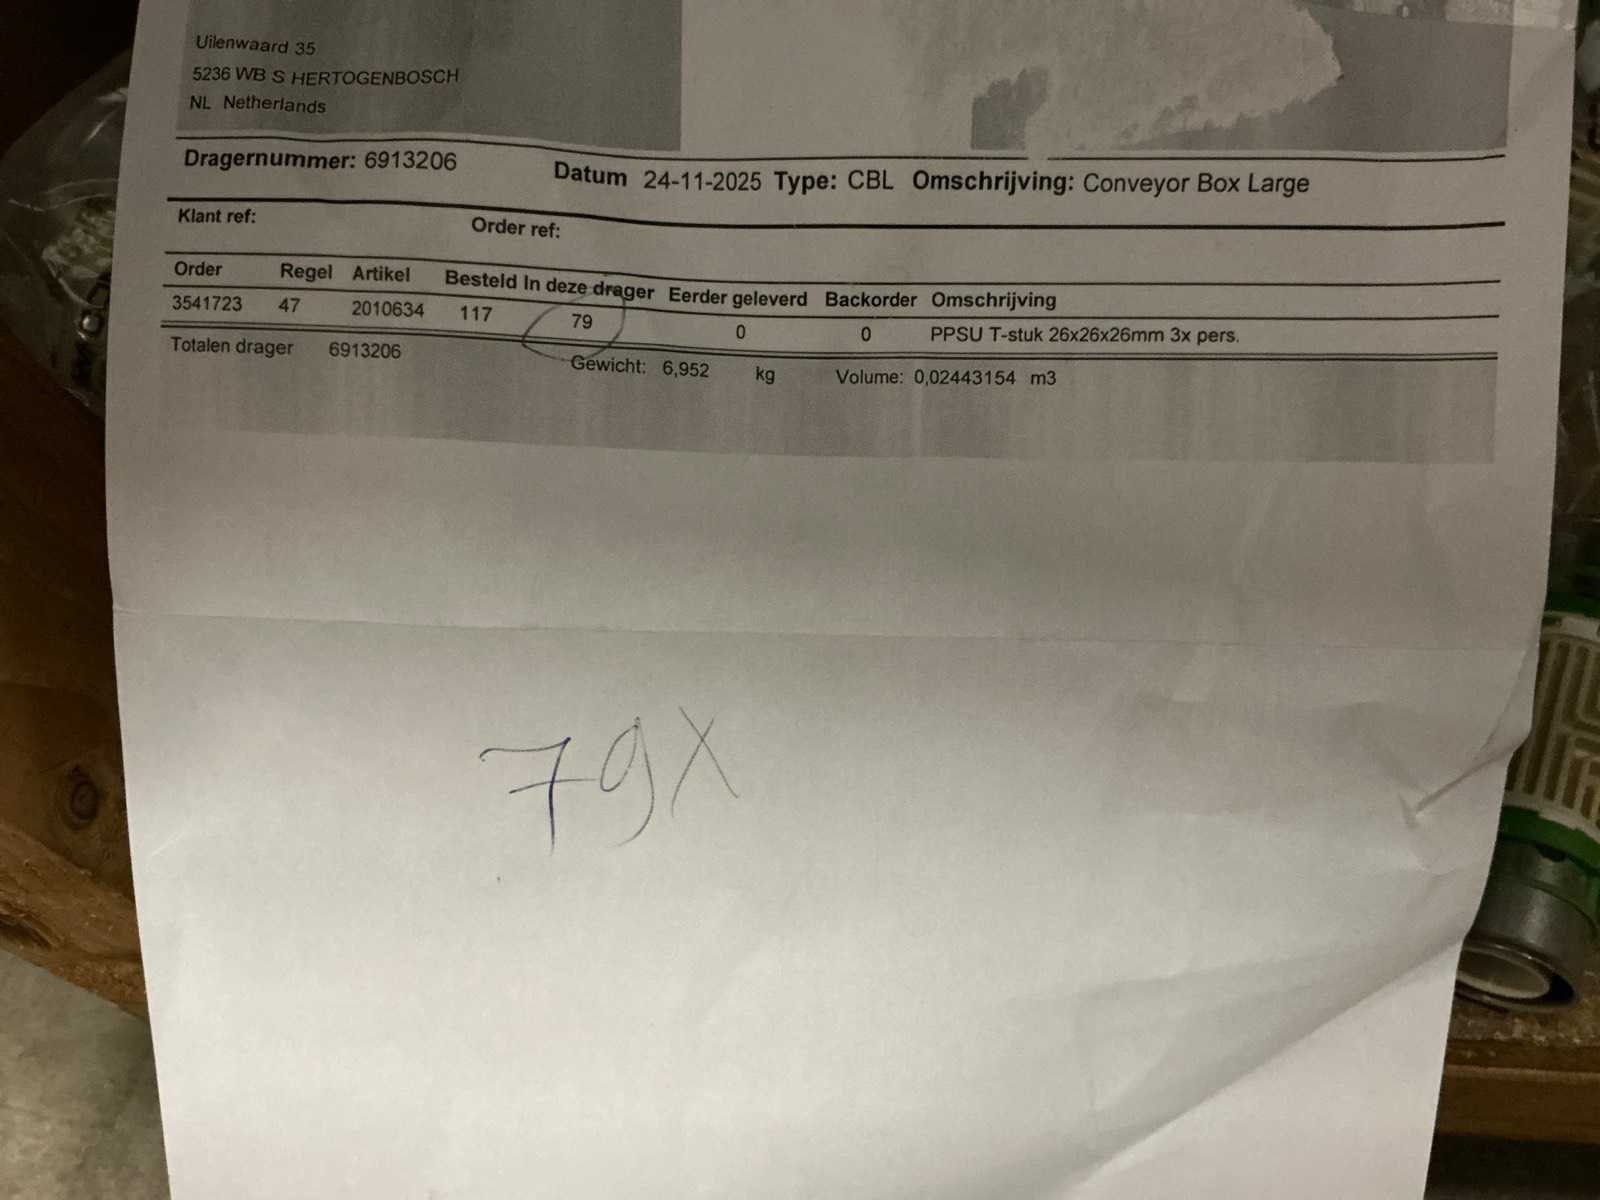 Uilenwaard 35
5236 WB S HERTOGENBOSCH
NL Netherlands
Dragernummer: 6913206 Datum 24-11-2025 Type: CBL Omschrijving: Conveyor Box Large
Klant ref: Order ref:
Order Regel Artikel Besteld In deze drager Eerder geleverd Backorder Omschrijving
3541723 47 2010634 117 79 0 0 PPSU T-stuk 26x26x26mm 3x pers.
Totalen drager 6913206 Gewicht: 6,952 kg Volume: 0,02443154 m3
79X